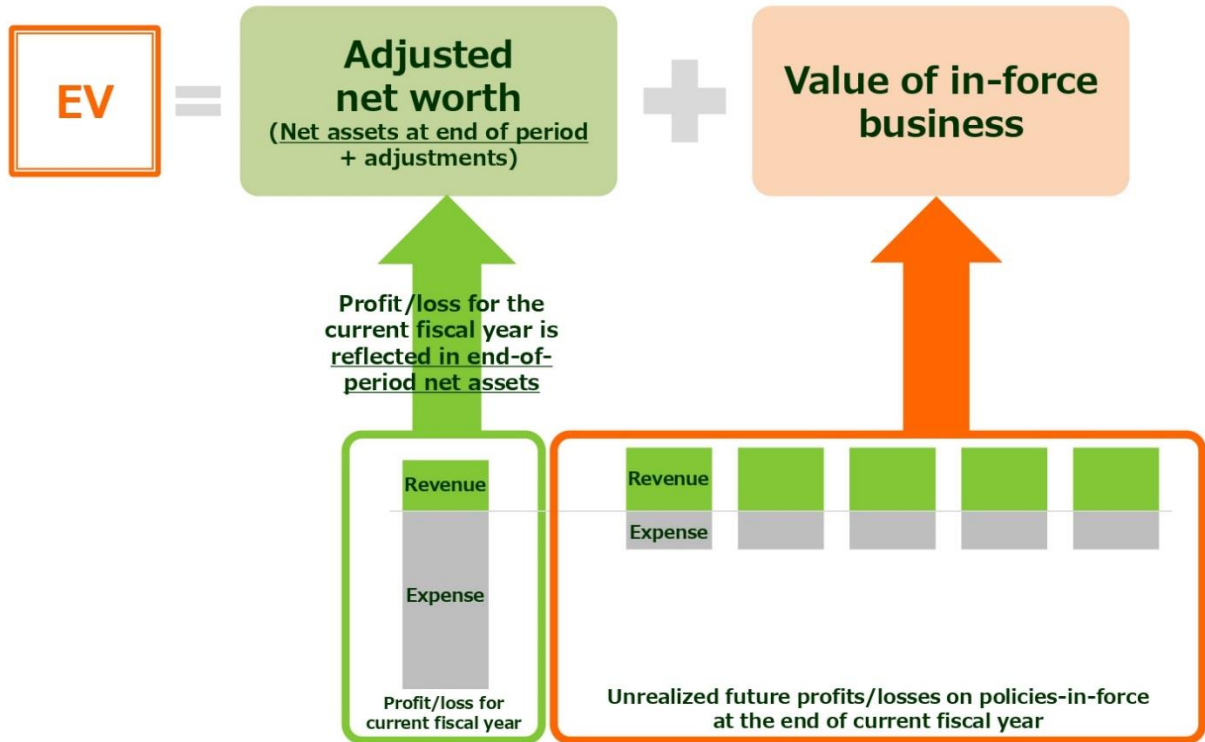 EV
=
Adjusted
net worth
(Net assets at end of period
+ adjustments)
+
Value of in-force
business
Profit/loss for the
current fiscal year is
reflected in end-of-
period net assets
Revenue
Expense
Profit/loss for
current fiscal year
Revenue
Expense
Unrealized future profits/losses on policies-in-force
at the end of current fiscal year